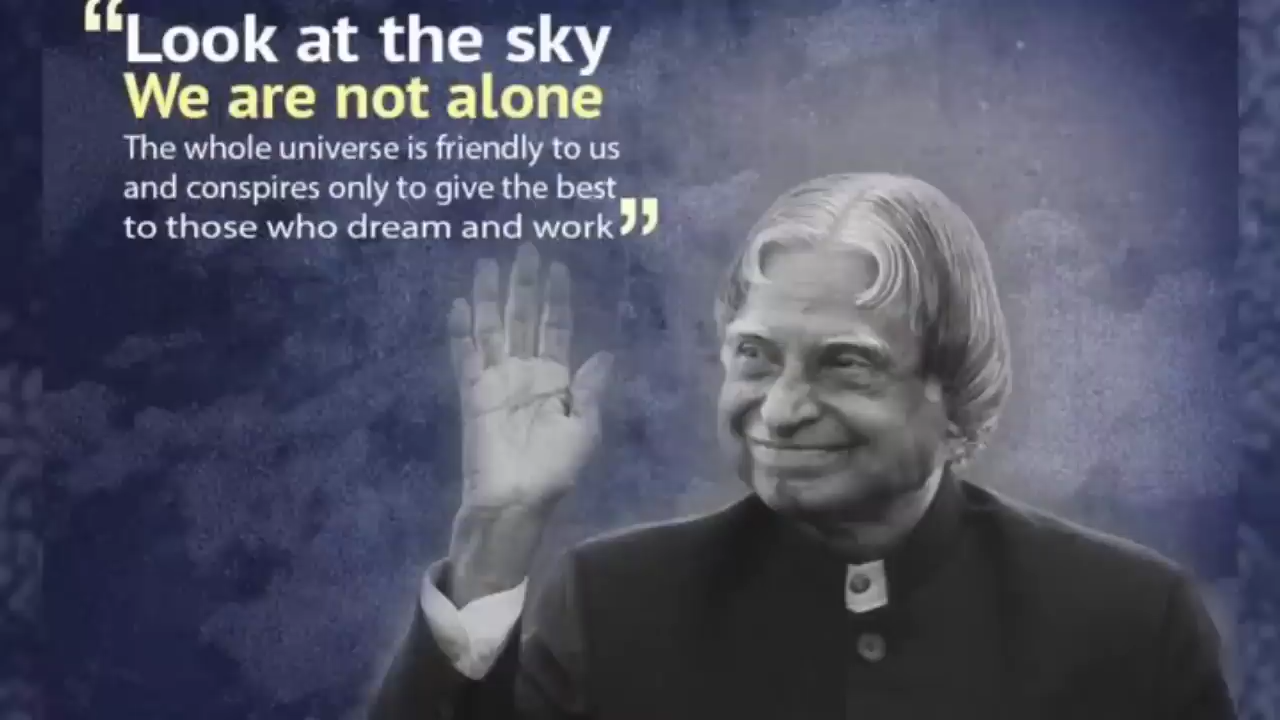 “Look at the sky
We are not alone
The whole universe is friendly to us
and conspires only to give the best
to those who dream and work”